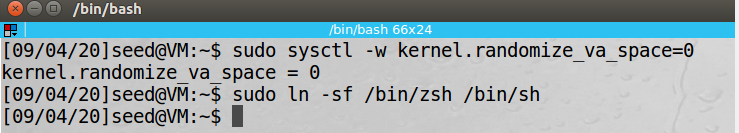 /bin/bash
/bin/bash 66x24
[09/04/20]seed@VM:~$ sudo sysctl -w kernel.randomize_va_space=0
kernel.randomize_va_space = 0
[09/04/20]seed@VM:~$ sudo ln -sf /bin/zsh /bin/sh
[09/04/20]seed@VM:~$